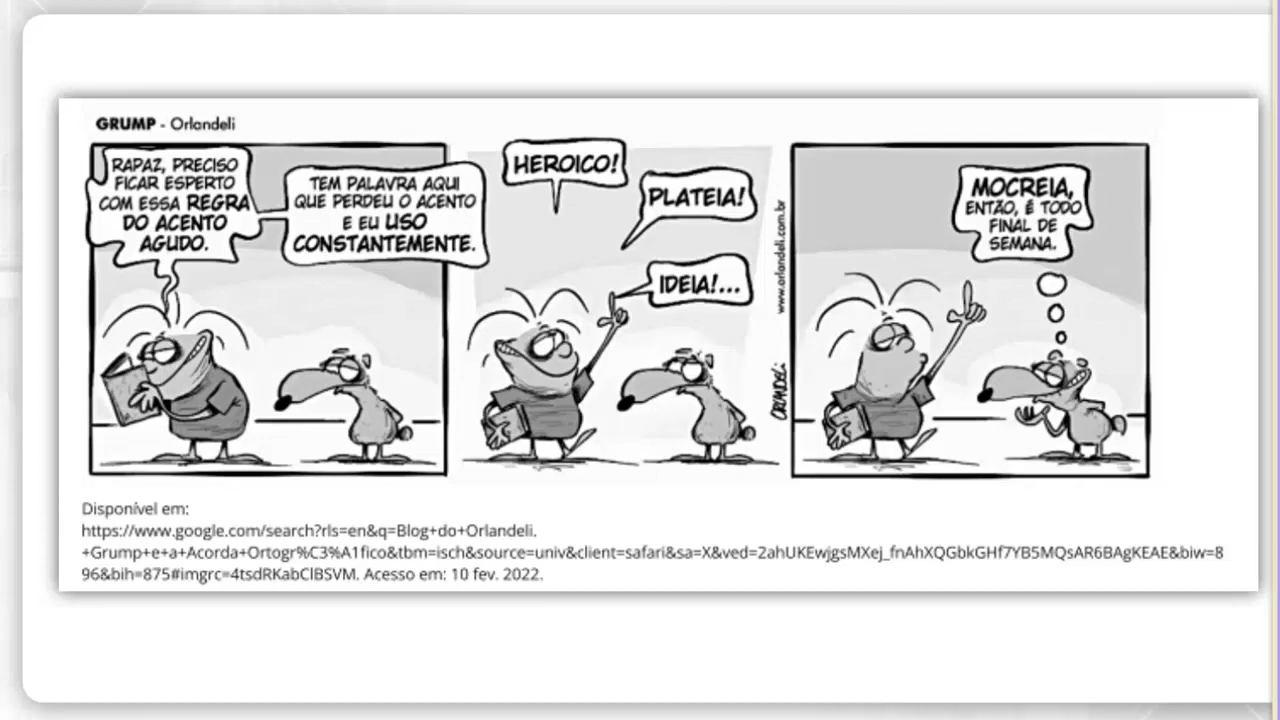 GRUMP - Orlandeli
RAPAZ, PRECISO
FICAR ESPERTO
COM ESSA REGRA
DO ACENTO
AGUDO.
TEM PALAVRA AQUI
QUE PERDEU O ACENTO
E EU USO
CONSTANTEMENTE.
HEROICO!
PLATEIA!
IDEIA!...
www.orlandeli.com.br
ORLANDELI
MOCREIA,
ENTÃO, É TODO
FINAL DE
SEMANA.
Disponível em:
https://www.google.com/search?rls=en&q=Blog+do+Orlandeli.
+Grump+e+a+Acorda+Ortogr%C3%A1fico&tbm=isch&source=univ&client=safari&sa=X&ved=2ahUKEwjgsMXej_fnAhXQGbkGHf7YB5MQsAR6BAgKEAE&biw=8
96&bih=875#imgrc=4tsdRKabClBSVM. Acesso em: 10 fev. 2022.